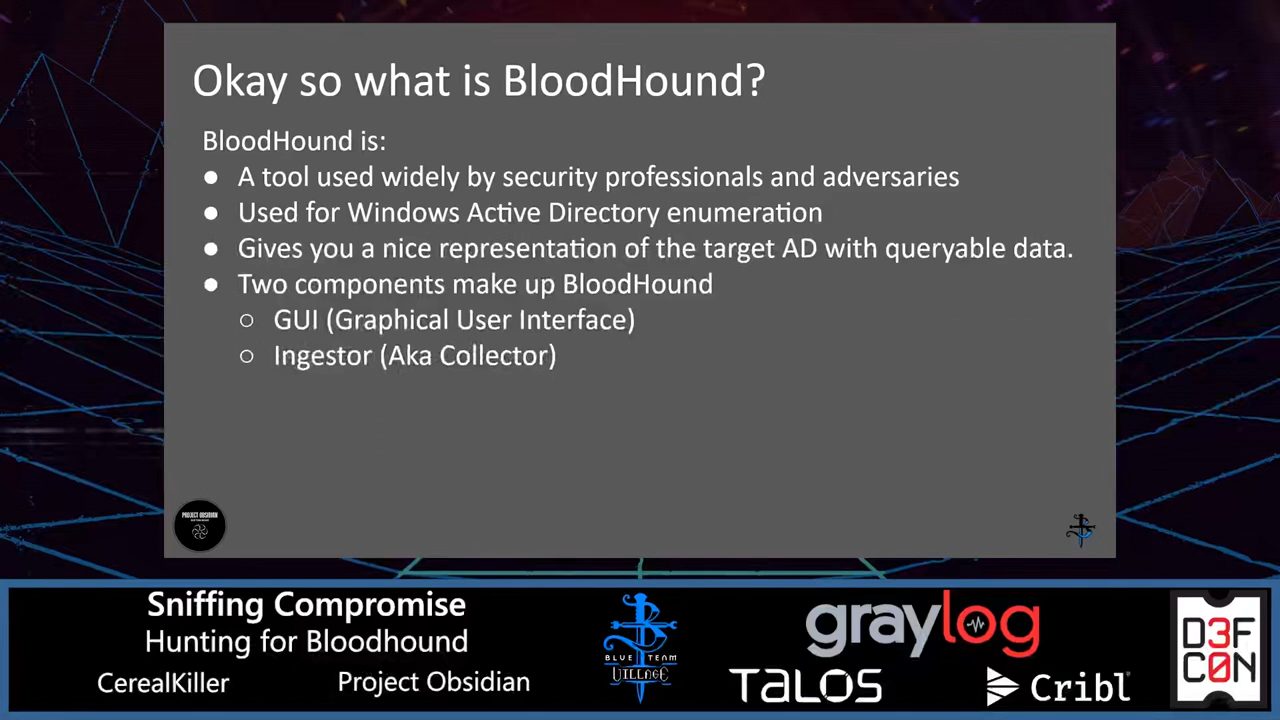 Okay so what is BloodHound?
BloodHound is:
● A tool used widely by security professionals and adversaries
● Used for Windows Active Directory enumeration
● Gives you a nice representation of the target AD with queryable data.
● Two components make up BloodHound
○ GUI (Graphical User Interface)
○ Ingestor (Aka Collector)
PROJECT OBSIDIAN
Sniffing Compromise
Hunting for Bloodhound
CerealKiller
Project Obsidian
BLUE TEAM
VILLAGE
graylog
TALOS
Cribl
D3F
C0N